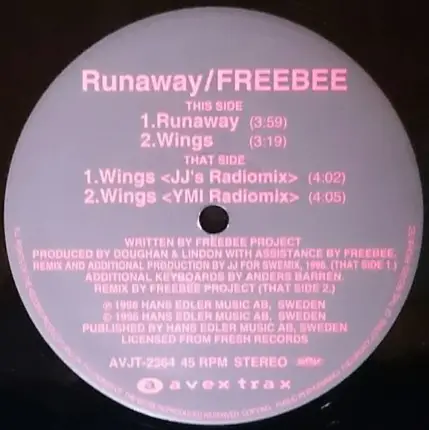 Runaway/FREEBEE
THIS SIDE
1.Runaway (3:59)
2.Wings (3:19)
THAT SIDE
1.Wings <JJ's Radiomix> (4:02)
2.Wings <YMI Radiomix> (4:05)
WRITTEN BY FREEBEE PROJECT
PRODUCED BY DOUGHAN & LINDON WITH ASSISTANCE BY FREEBEE,
REMIX AND ADDITIONAL PRODUCTION BY JJ FOR SWEMIX, 1998. (THAT SIDE 1.)
ADDITIONAL KEYBOARDS BY ANDERS BARREN.
REMIX BY FREEBEE PROJECT (THAT SIDE 2.)
℗ 1998 HANS EDLER MUSIC AB, SWEDEN
© 1998 HANS EDLER MUSIC AB, SWEDEN
PUBLISHED BY HANS EDLER MUSIC AB, SWEDEN
LICENSED FROM FRESH RECORDS
AVJT-2364 45 RPM STEREO
a avex trax